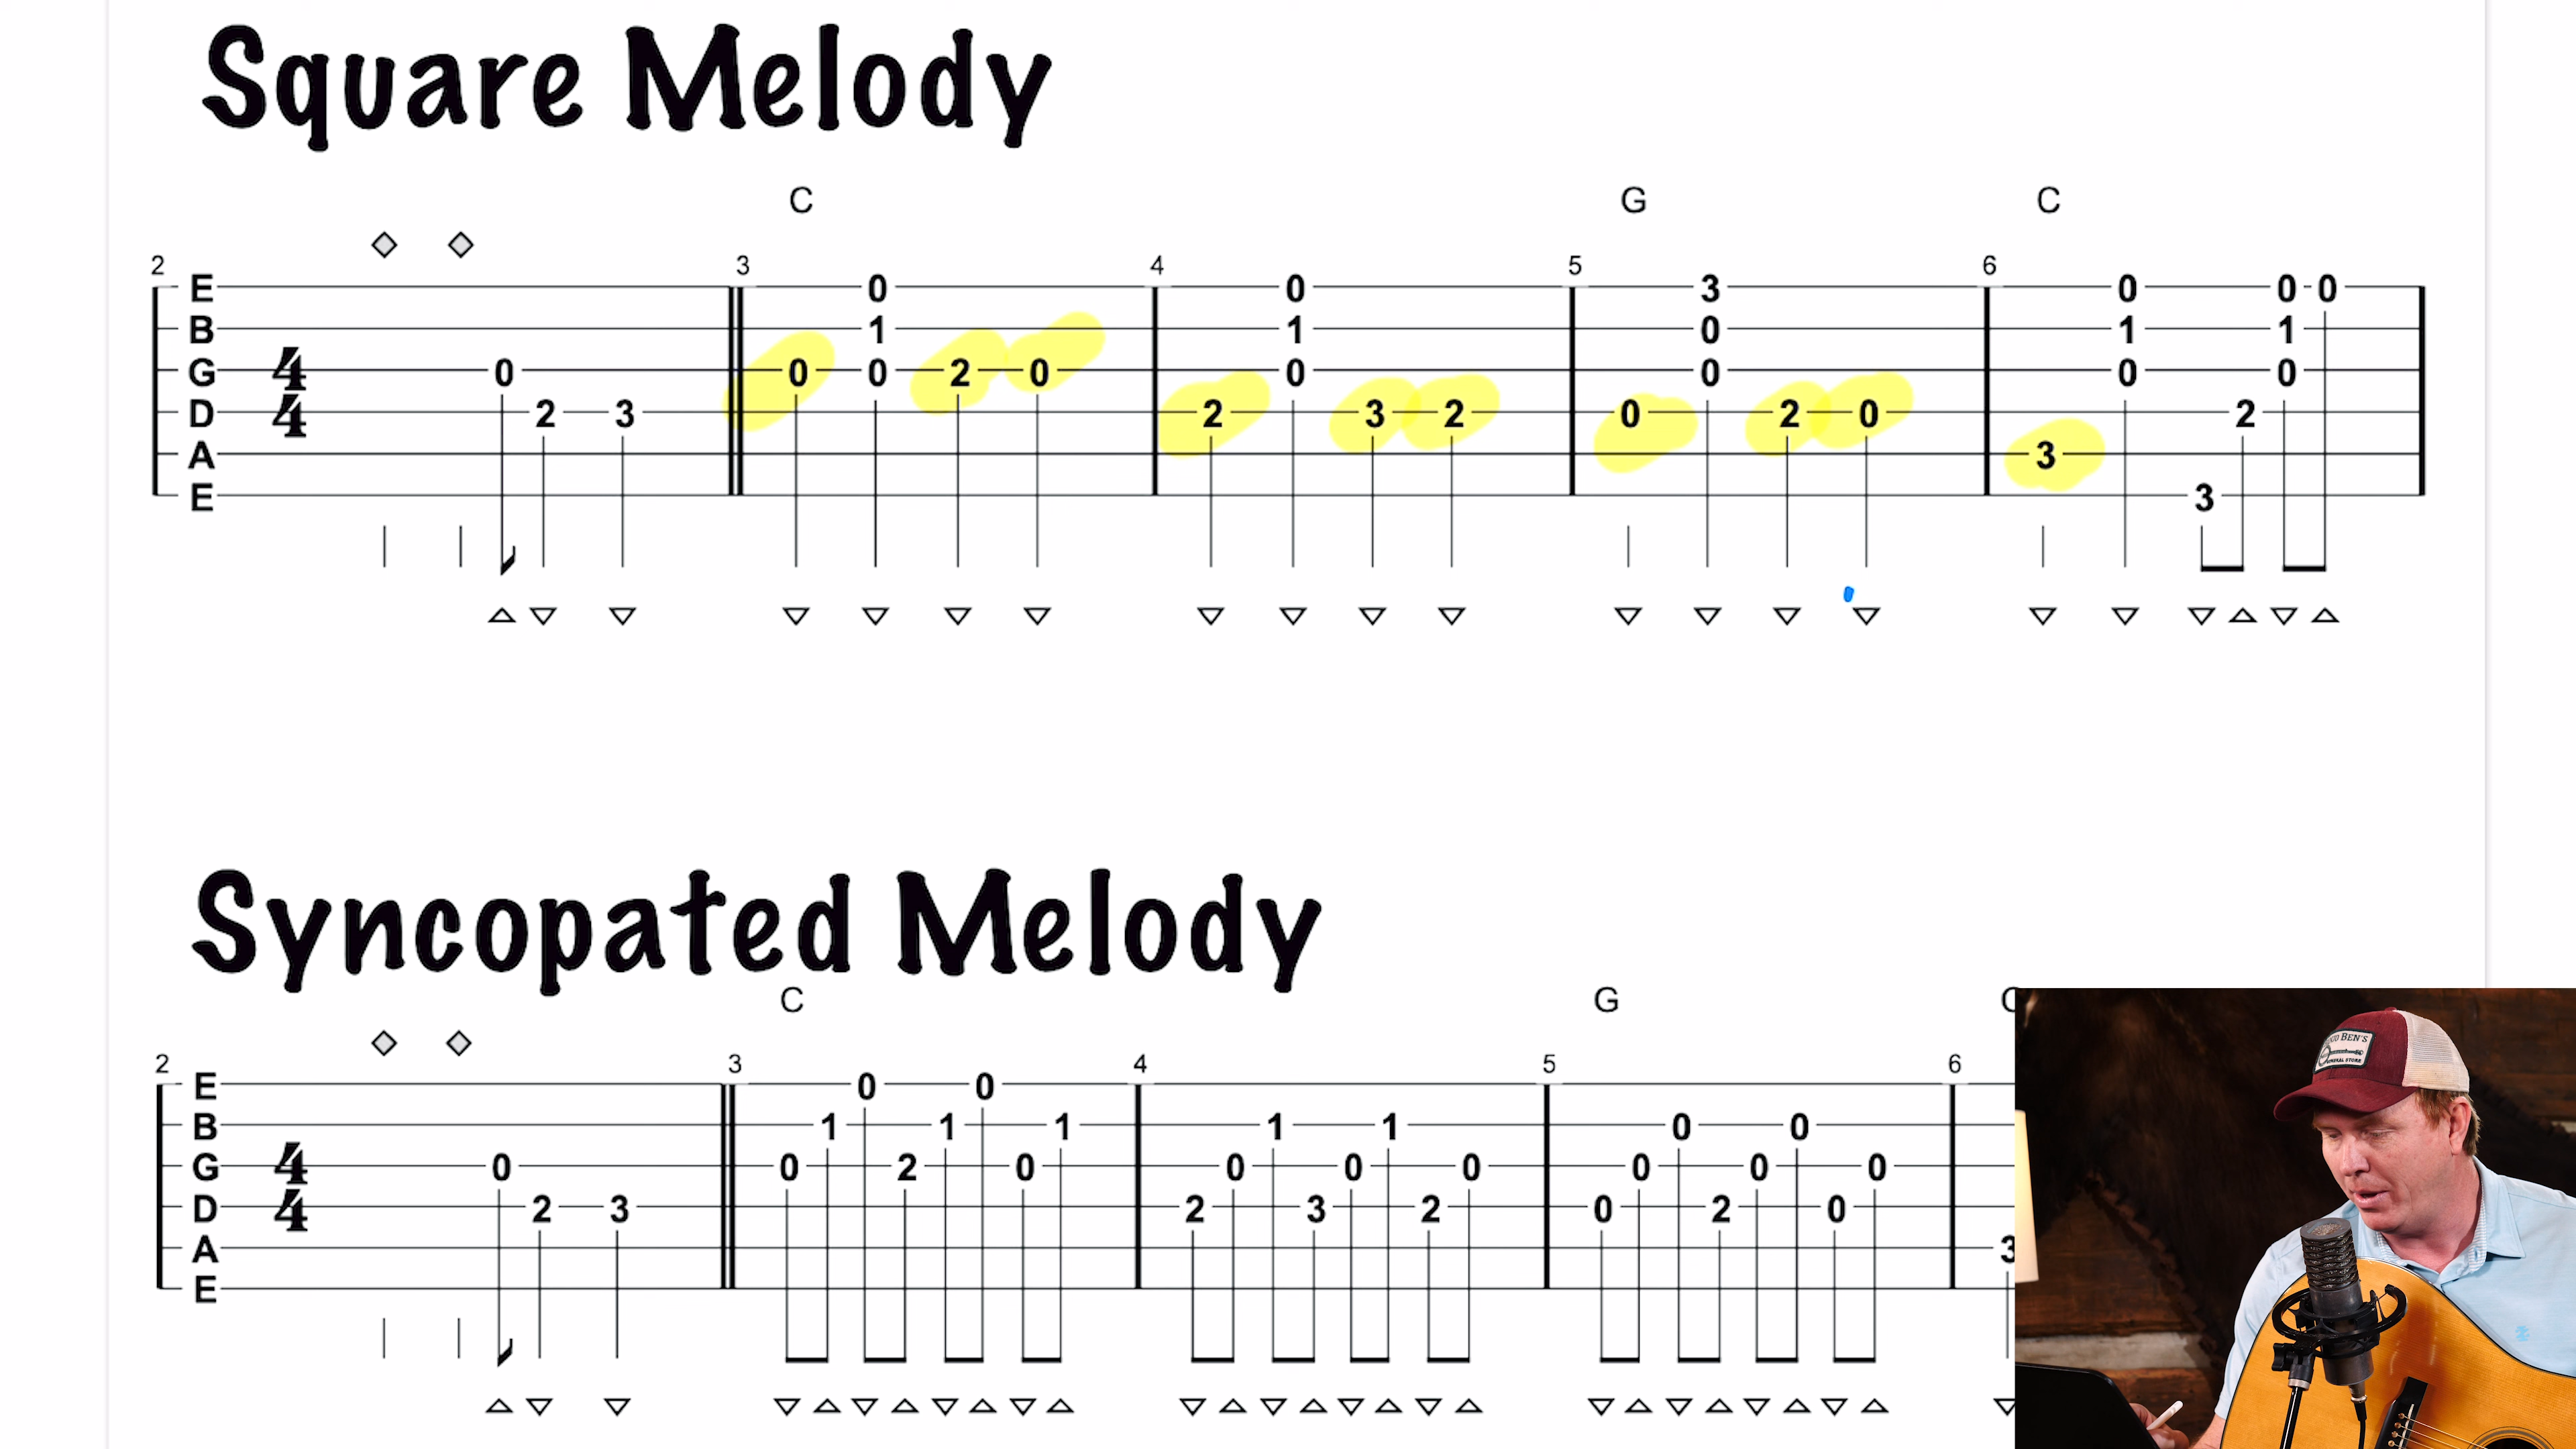 Square Melody
C G C
2 3 4 5 6
E 0 0 3 0 0 0
B 1 1 0 1 1
G 4 0 0 0 2 0 0 0 0 0
D 4 2 3 2 3 2 0 2 0 2
A 3
E 3
Syncopated Melody
C G
2 3 4 5 6
E 0 0
B 1 1 1 1 1 0 0
G 4 0 0 2 0 0 0 0 0 0 0
D 4 2 3 2 3 2 0 2 0
A 3
E
BEN'S
GENERAL STORE